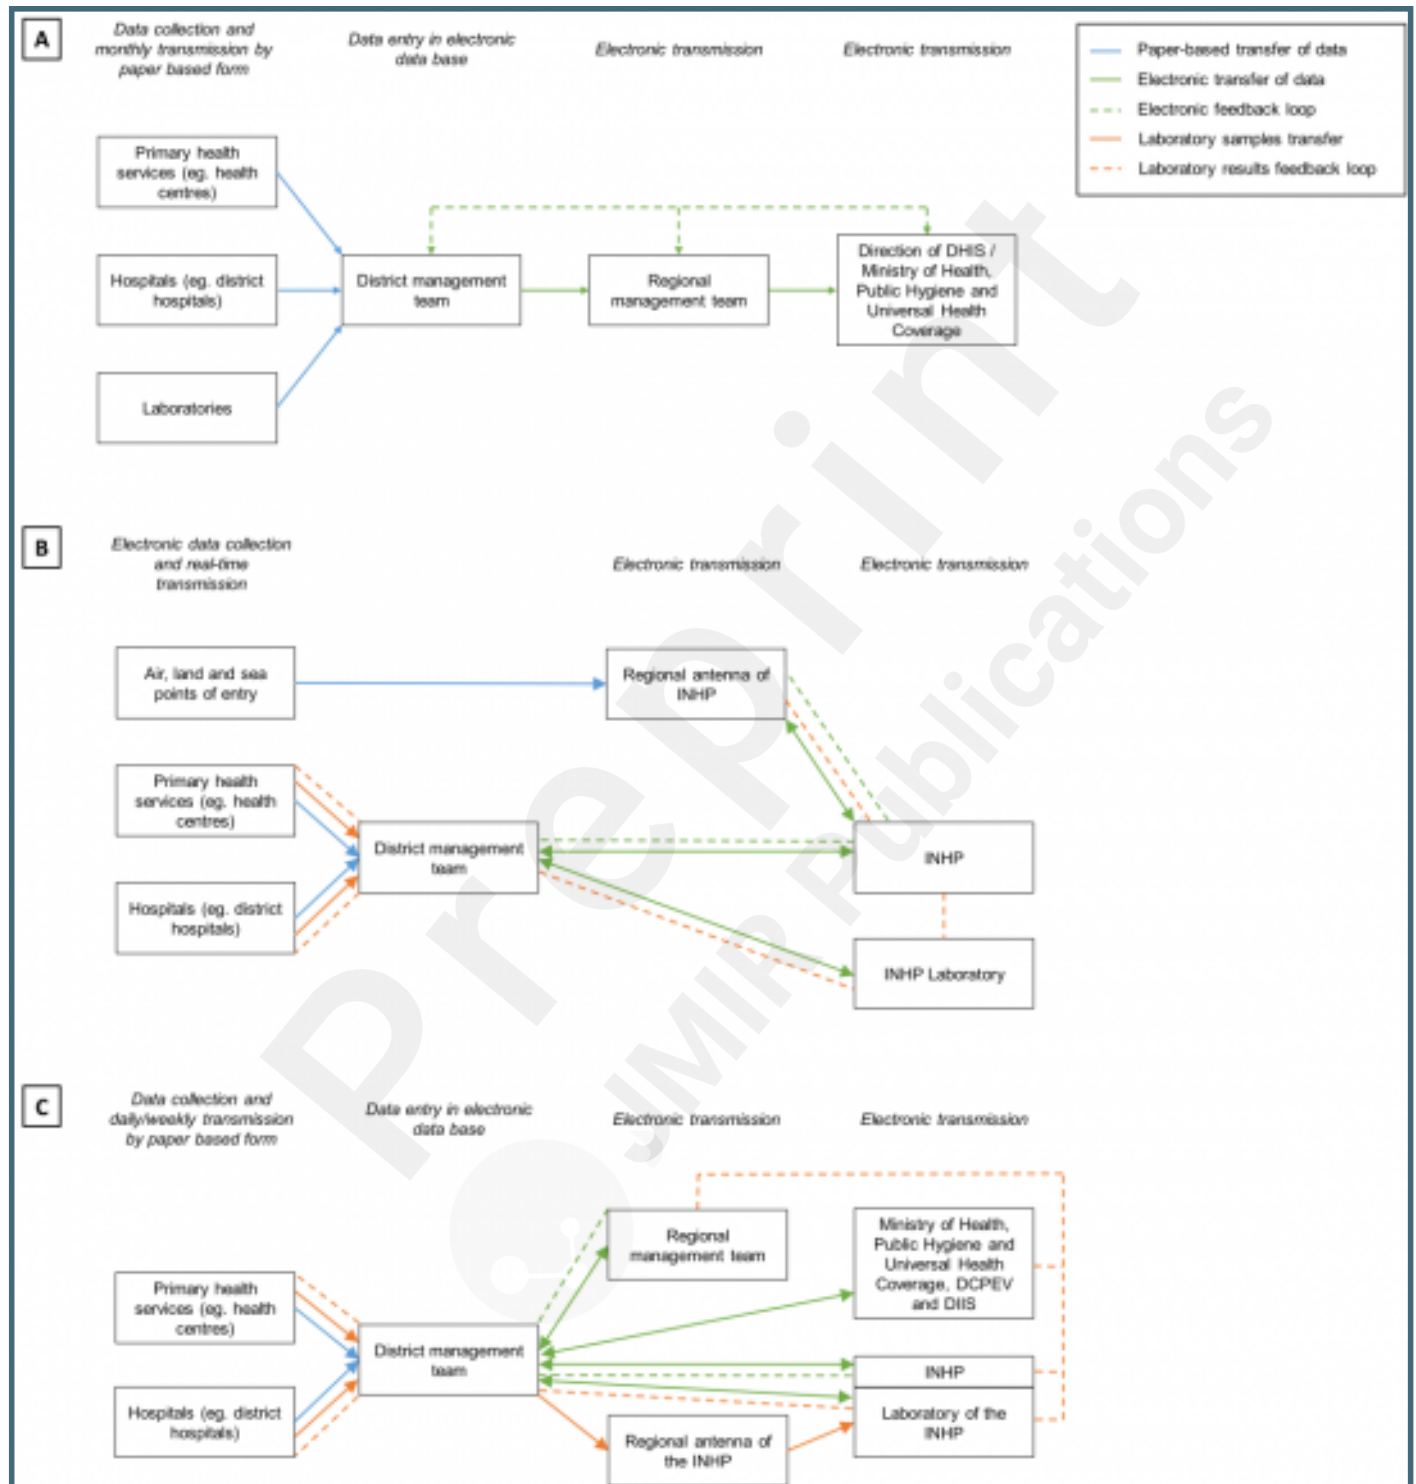 A
Data collection and
monthly transmission by
paper based form
Data entry in electronic
data base
Electronic transmission
Electronic transmission
Paper-based transfer of data
Electronic transfer of data
Electronic feedback loop
Laboratory samples transfer
Laboratory results feedback loop
Primary health
services (eg. health
centres)
Hospitals (eg. district
hospitals)
Laboratories
District management
team
Regional
management team
Direction of DHIS /
Ministry of Health,
Public Hygiene and
Universal Health
Coverage
B
Electronic data collection
and real-time
transmission
Electronic transmission
Electronic transmission
Air, land and sea
points of entry
Regional antenna of
INHP
Primary health
services (eg. health
centres)
Hospitals (eg. district
hospitals)
District management
team
INHP
INHP Laboratory
C
Data collection and
daily/weekly transmission
by paper based form
Data entry in electronic
data base
Electronic transmission
Electronic transmission
Primary health
services (eg. health
centres)
Hospitals (eg. district
hospitals)
District management
team
Regional
management team
Regional antenna of
the INHP
Ministry of Health,
Public Hygiene and
Universal Health
Coverage, DCPEV
and DIIS
INHP
Laboratory of the
INHP
Preprint
JMIR Publications